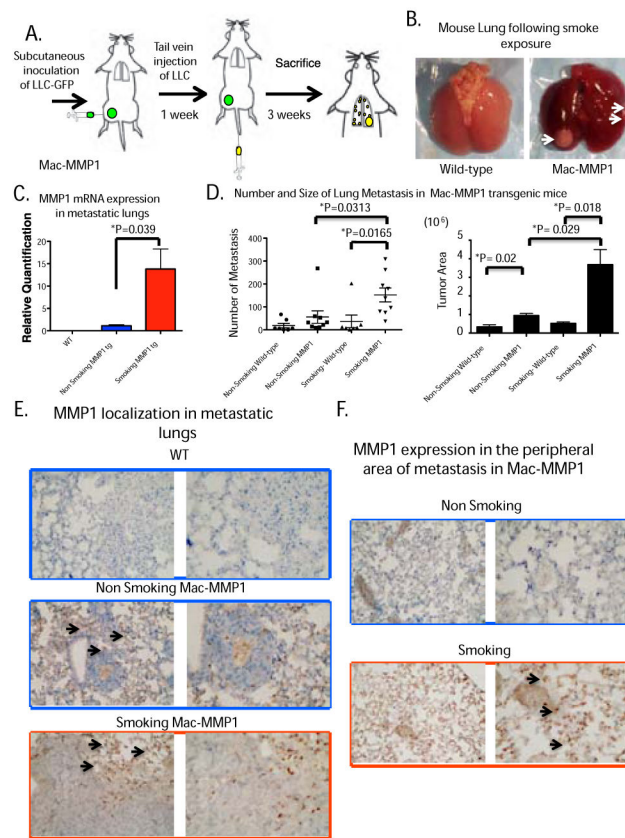 A.
Subcutaneous
inoculation
of LLC-GFP
Tail vein
injection
of LLC
1 week
Sacrifice
3 weeks
Mac-MMP1
B.
Mouse Lung following smoke
exposure
Wild-type
Mac-MMP1
C.
MMP1 mRNA expression
in metastatic lungs
*P=0.039
Relative Quantification
20
15
10
5
0
WT
Non Smoking MMP1 tg
Smoking MMP1 tg
D.
Number and Size of Lung Metastasis in Mac-MMP1 transgenic mice
*P=0.0313
*P=0.0165
Number of Metastasis
400
300
200
100
0
Non-Smoking Wild-type
Non-Smoking MMP1
Smoking- Wild-type
Smoking MMP1
(10⁶)
*P= .018
*P= 0.029
*P= 0.02
Tumor Area
5
4
3
2
1
0
Non-Smoking Wild-type
Non-Smoking MMP1
Smoking-Wild-type
Smoking MMP1
E.
MMP1 localization in metastatic
lungs
WT
Non Smoking Mac-MMP1
Smoking Mac-MMP1
F.
MMP1 expression in the peripheral
area of metastasis in Mac-MMP1
Non Smoking
Smoking